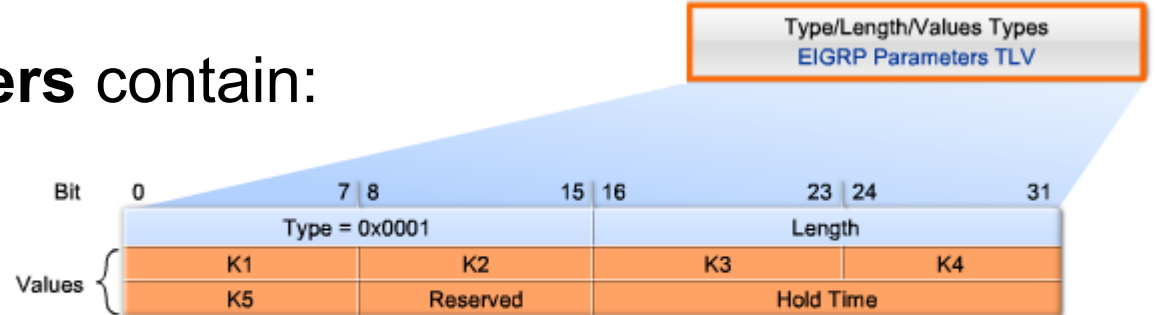 Type/Length/Values Types
EIGRP Parameters TLV
ers contain:
Bit 0 7 8 15 16 23 24 31
Type = 0x0001 Length
K1 K2 K3 K4
Values
K5 Reserved Hold Time